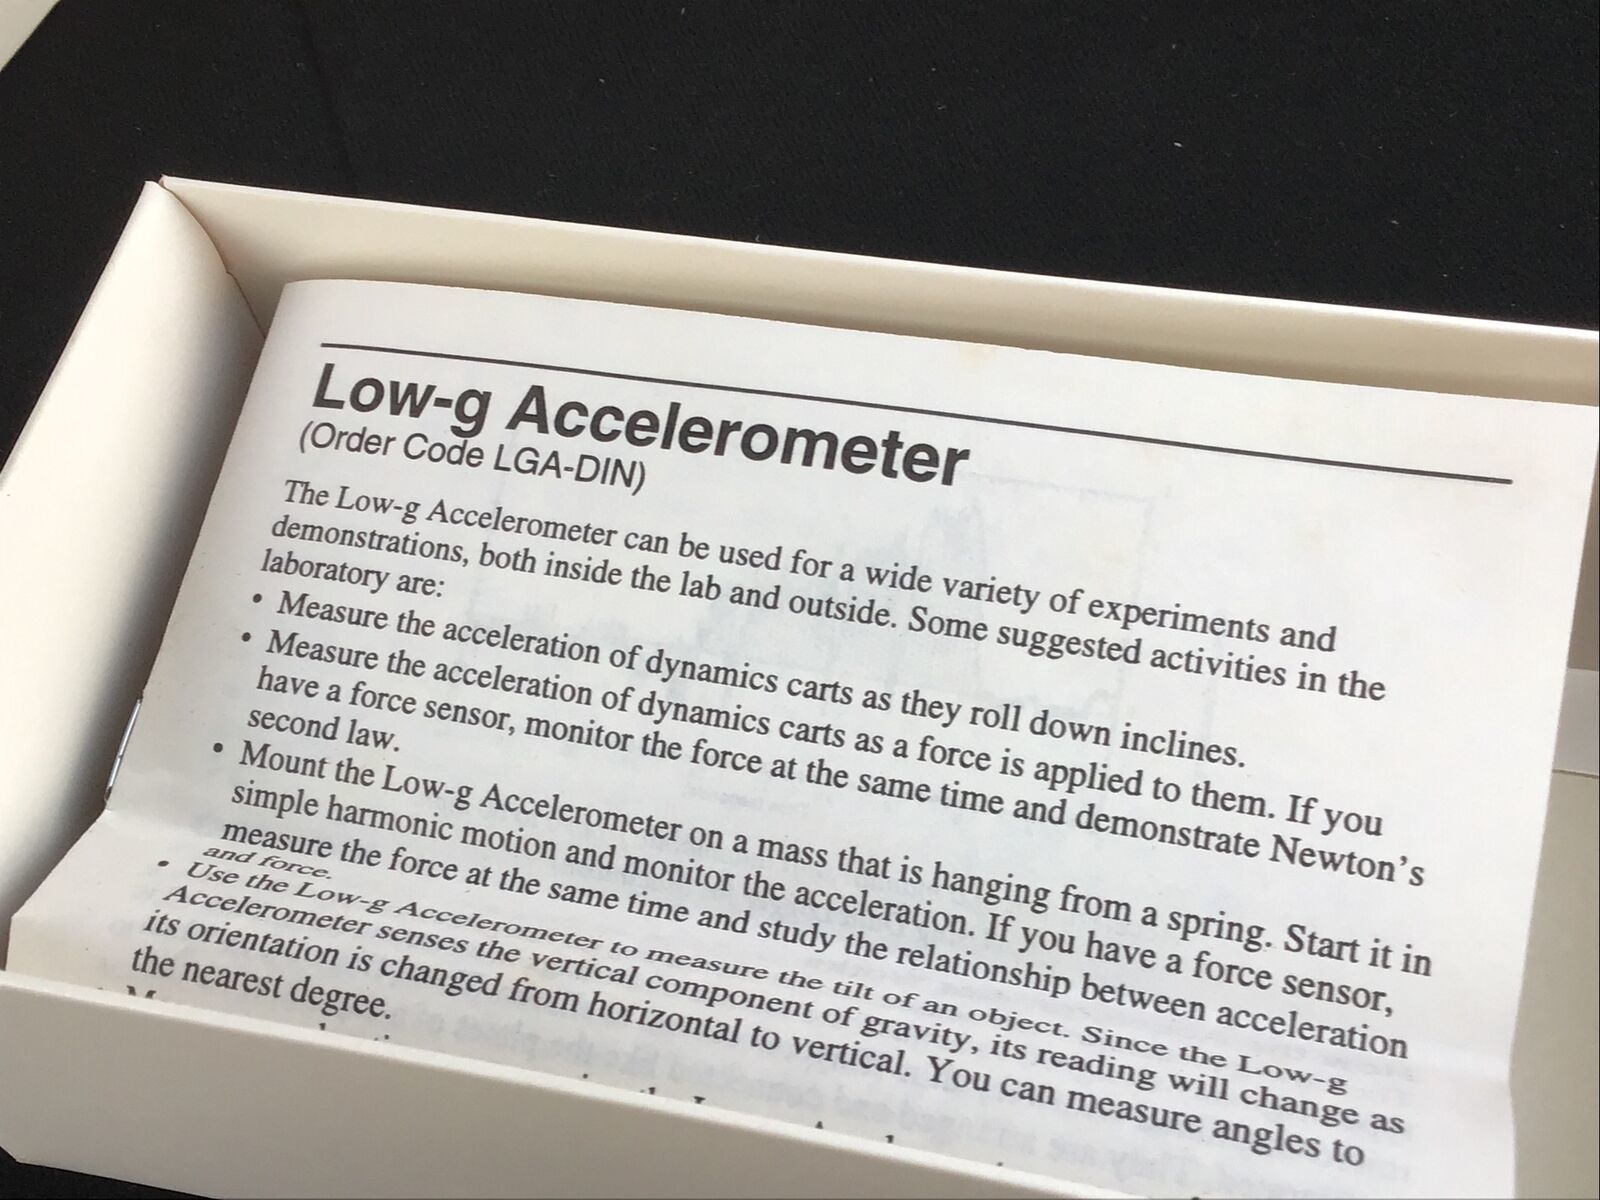 Low-g Accelerometer
(Order Code LGA-DIN)
The Low-g Accelerometer can be used for a wide variety of experiments and
demonstrations, both inside the lab and outside. Some suggested activities in the
laboratory are:
• Measure the acceleration of dynamics carts as they roll down inclines.
• Measure the acceleration of dynamics carts as a force is applied to them. If you
have a force sensor, monitor the force at the same time and demonstrate Newton's
second law.
• Mount the Low-g Accelerometer on a mass that is hanging from a spring. Start it in
simple harmonic motion and monitor the acceleration. If you have a force sensor,
measure the force at the same time and study the relationship between acceleration
and force.
• Use the Low-g Accelerometer to measure the tilt of an object. Since the Low-g
Accelerometer senses the vertical component of gravity, its reading will change as
its orientation is changed from horizontal to vertical. You can measure angles to
the nearest degree.